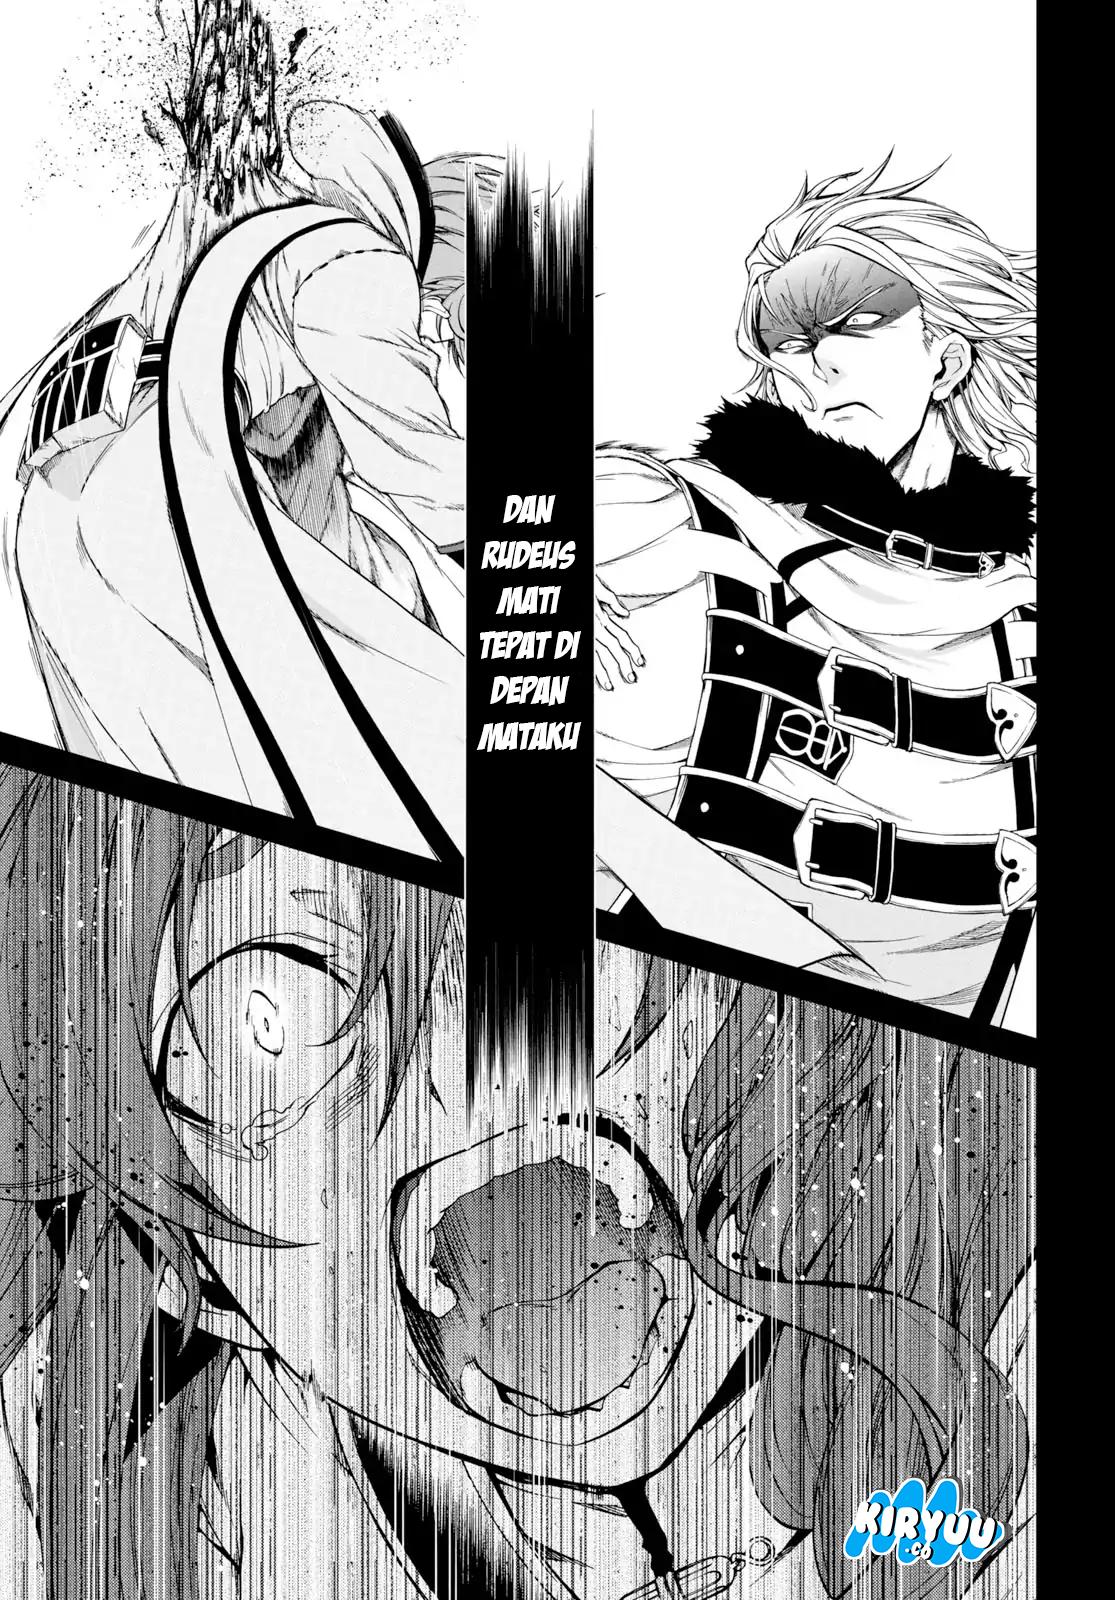 DAN
RUDEUS
MATI
TEPAT DI
DEPAN
MATAKU
KIRYUU
.CO